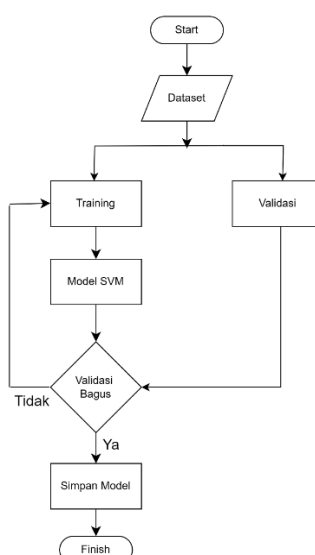 Start
Dataset
Training
Validasi
Model SVM
Validasi
Bagus
Tidak
Ya
Simpan Model
Finish